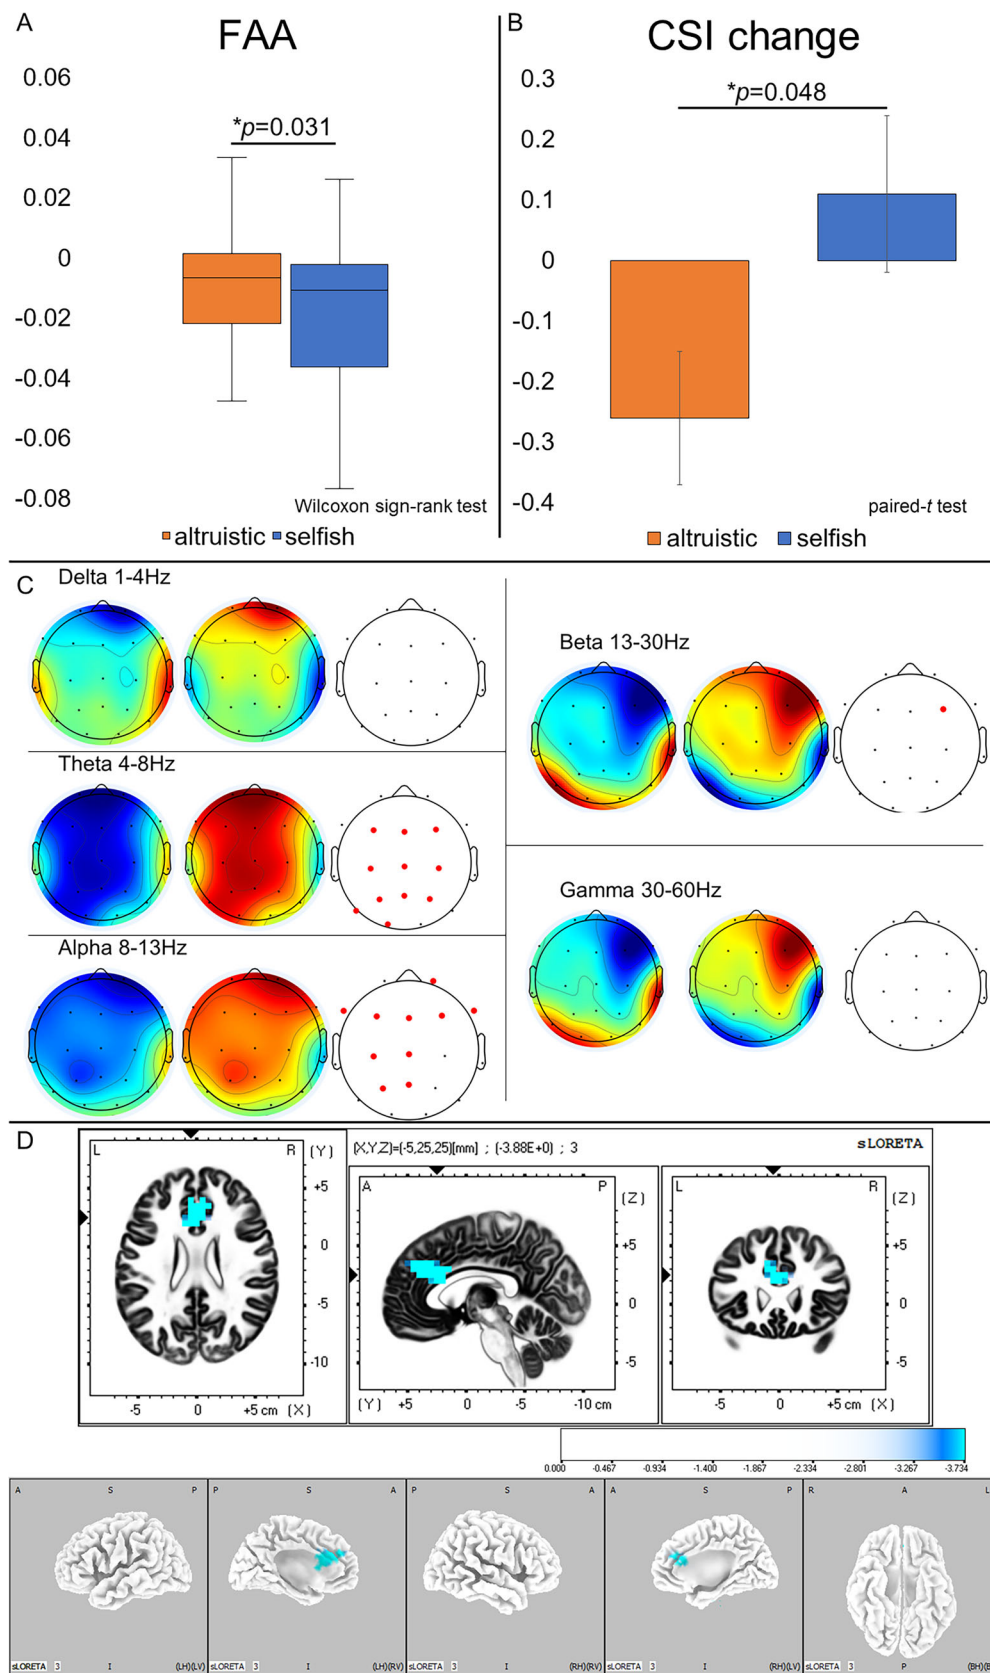 A
FAA
0.06
0.04
0.02
0
-0.02
-0.04
-0.06
-0.08
*p=0.031
Wilcoxon sign-rank test
altruistic selfish
B
CSI change
0.3
0.2
0.1
0
-0.1
-0.2
-0.3
-0.4
*p=0.048
paired-t test
altruistic selfish
C
Delta 1-4Hz
Theta 4-8Hz
Alpha 8-13Hz
Beta 13-30Hz
Gamma 30-60Hz
D
L R (Y)
+5
0
-5
-10
-5 0 +5 cm (X)
(X,Y,Z)=(-5,25,25)[mm] ; (-3.88E+0) ; 3
sLORETA
A P (Z)
+5
0
-5
(Y) +5 0 -5 -10 cm
L R (Z)
+5
0
-5
-5 0 +5 cm (X)
0.000 -0.467 -0.934 -1.400 -1.867 -2.334 -2.801 -3.267 -3.734
A S P
sLORETA 3 I (LH)(LV)
P S A
sLORETA 3 I (LH)(RV)
P S A
sLORETA 3 I (RH)(RV)
A S P
sLORETA 3 I (RH)(LV)
R A L
sLORETA 3 P (BH)(B